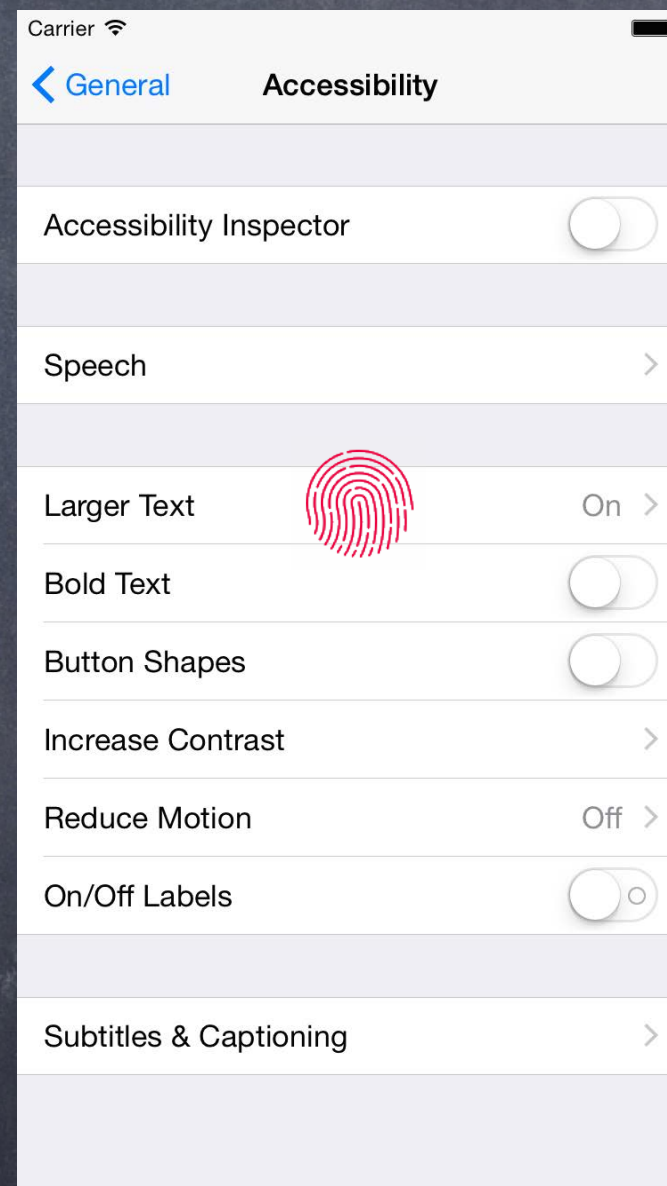 Carrier
General Accessibility
Accessibility Inspector
Speech
Larger Text On
Bold Text
Button Shapes
Increase Contrast
Reduce Motion Off
On/Off Labels
Subtitles & Captioning